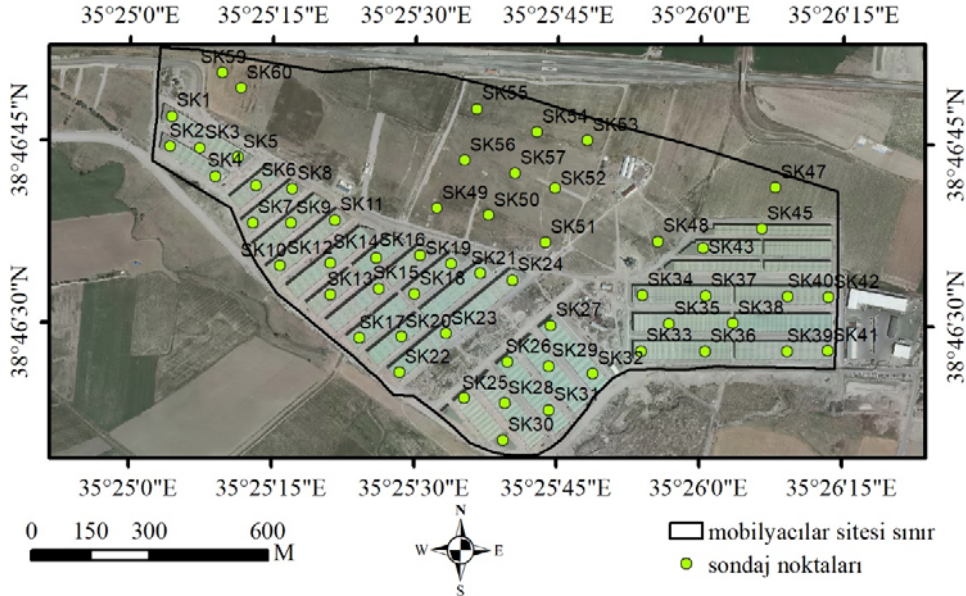 35°25'0"E 35°25'15"E 35°25'30"E 35°25'45"E 35°26'0"E 35°26'15"E
38°46'45"N 38°46'45"N
38°46'30"N 38°46'30"N
SK59
SK60
SK1
SK2 SK3
SK5
SK4
SK6 SK8
SK7 SK9 SK11
SK10 SK12 SK14 SK16
SK19
SK13 SK15 SK18
SK21
SK24
SK17 SK20 SK23
SK22
SK55
SK54
SK53
SK56
SK57
SK52
SK49
SK50
SK51
SK47
SK48
SK45
SK43
SK34 SK37 SK40 SK42
SK35 SK38
SK33 SK36 SK39 SK41
SK27
SK26 SK29
SK32
SK25 SK28
SK31
SK30
35°25'0"E 35°25'15"E 35°25'30"E 35°25'45"E 35°26'0"E 35°26'15"E
0 150 300 600
M
N
W E
S
mobilyacılar sitesi sınır
sondaj noktaları